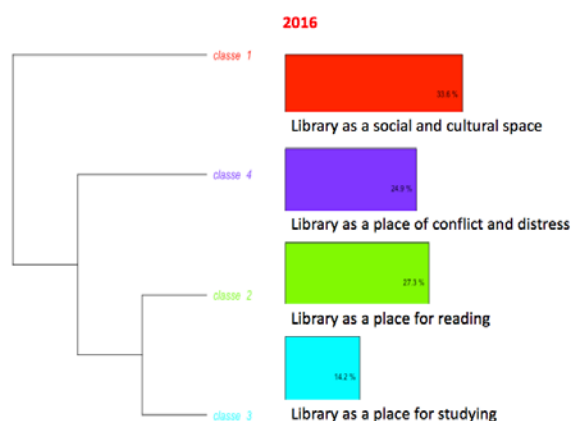 2016
classe 1
33.6 %
Library as a social and cultural space
classe 4
24.9 %
Library as a place of conflict and distress
classe 2
27.3 %
Library as a place for reading
14.2 %
classe 3
Library as a place for studying